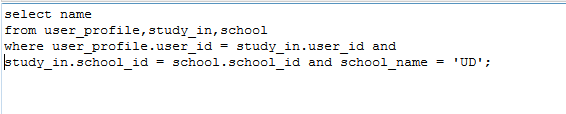 select name
from user_profile,study_in,school
where user_profile.user_id = study_in.user_id and
study_in.school_id = school.school_id and school_name = 'UD';